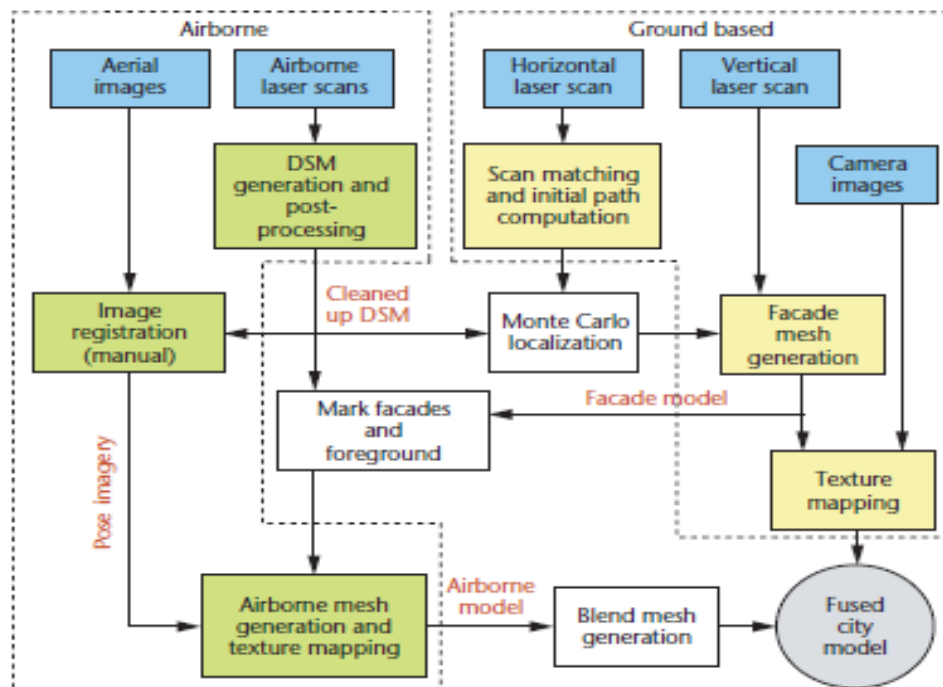 Airborne
Ground based
Aerial
images
Airborne
laser scans
Horizontal
laser scan
Vertical
laser scan
DSM
generation and
post-
processing
Scan matching
and initial path
computation
Camera
images
Image
registration
(manual)
Cleaned
up DSM
Monte Carlo
localization
Facade
mesh
generation
Mark facades
and
foreground
Facade model
Texture
mapping
Pose imagery
Airborne mesh
generation and
texture mapping
Airborne
model
Blend mesh
generation
Fused
city
model